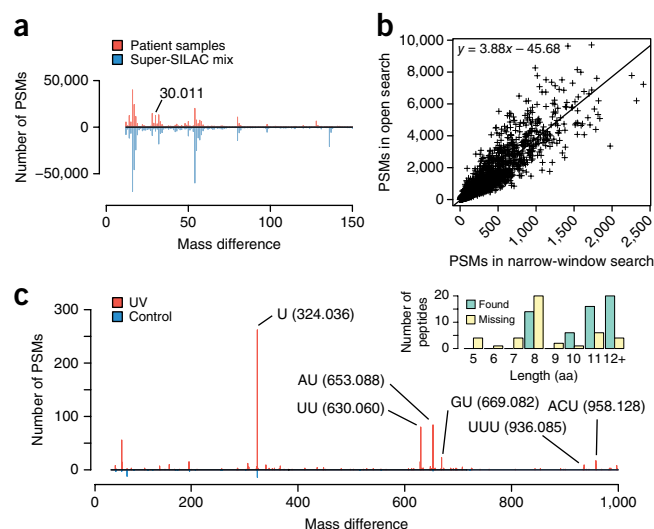 a
Patient samples
Super-SILAC mix
Number of PSMs
50,000
0
−50,000
30.011
0
50
100
150
Mass difference
b
y = 3.88x – 45.68
PSMs in open search
10,000
8,000
6,000
4,000
2,000
0
0
500
1,000
1,500
2,000
2,500
PSMs in narrow-window search
c
UV
Control
Number of PSMs
300
200
100
50
0
U (324.036)
AU (653.088)
UU (630.060)
GU (669.082)
ACU (958.128)
UUU (936.085)
0
200
400
600
800
1,000
Mass difference
Number of
peptides
20
10
0
Found
Missing
5 6 7 8 9 10 11 12+
Length (aa)